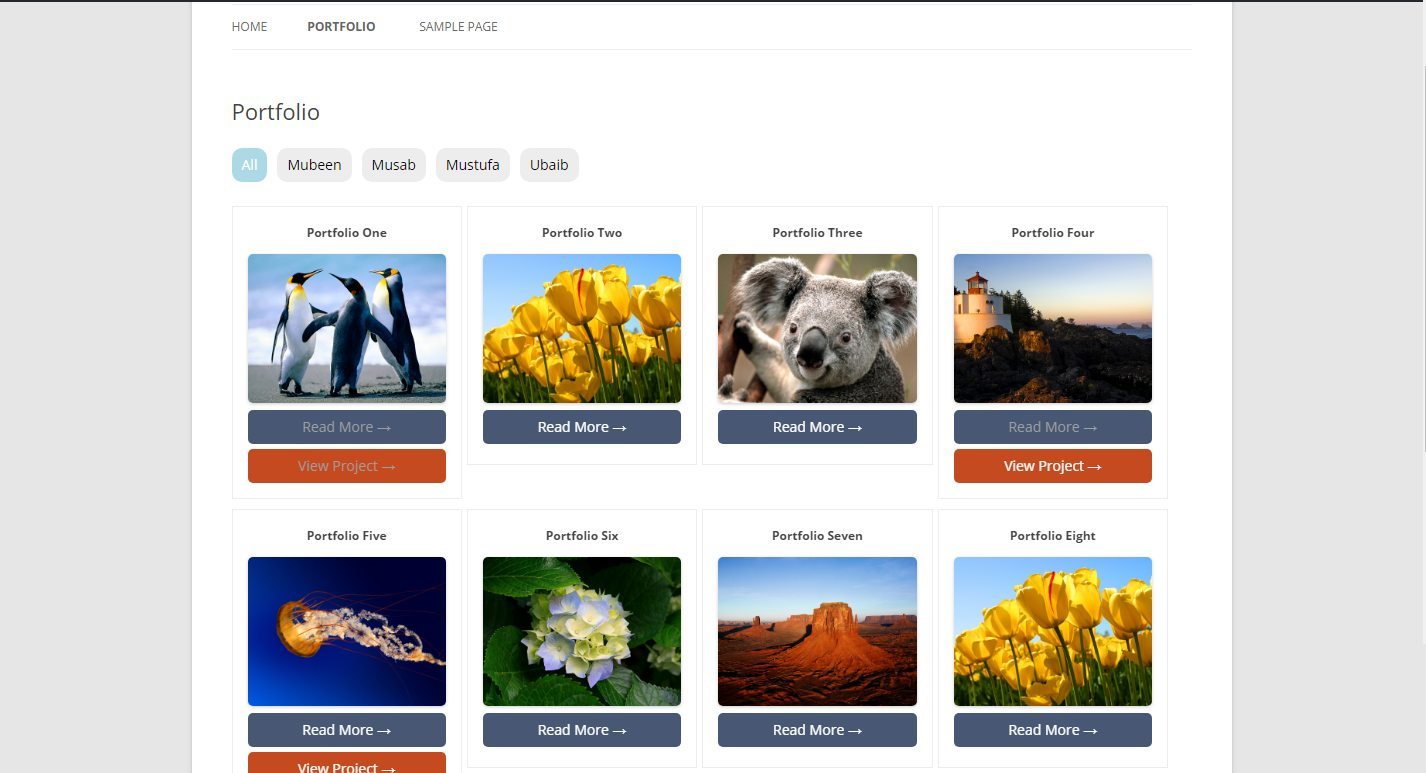 HOME PORTFOLIO SAMPLE PAGE
Portfolio
All Mubeen Musab Mustufa Ubaib
Portfolio One Portfolio Two Portfolio Three Portfolio Four
Read More → Read More → Read More → Read More →
View Project → View Project →
Portfolio Five Portfolio Six Portfolio Seven Portfolio Eight
Read More → Read More → Read More → Read More →
View Project →